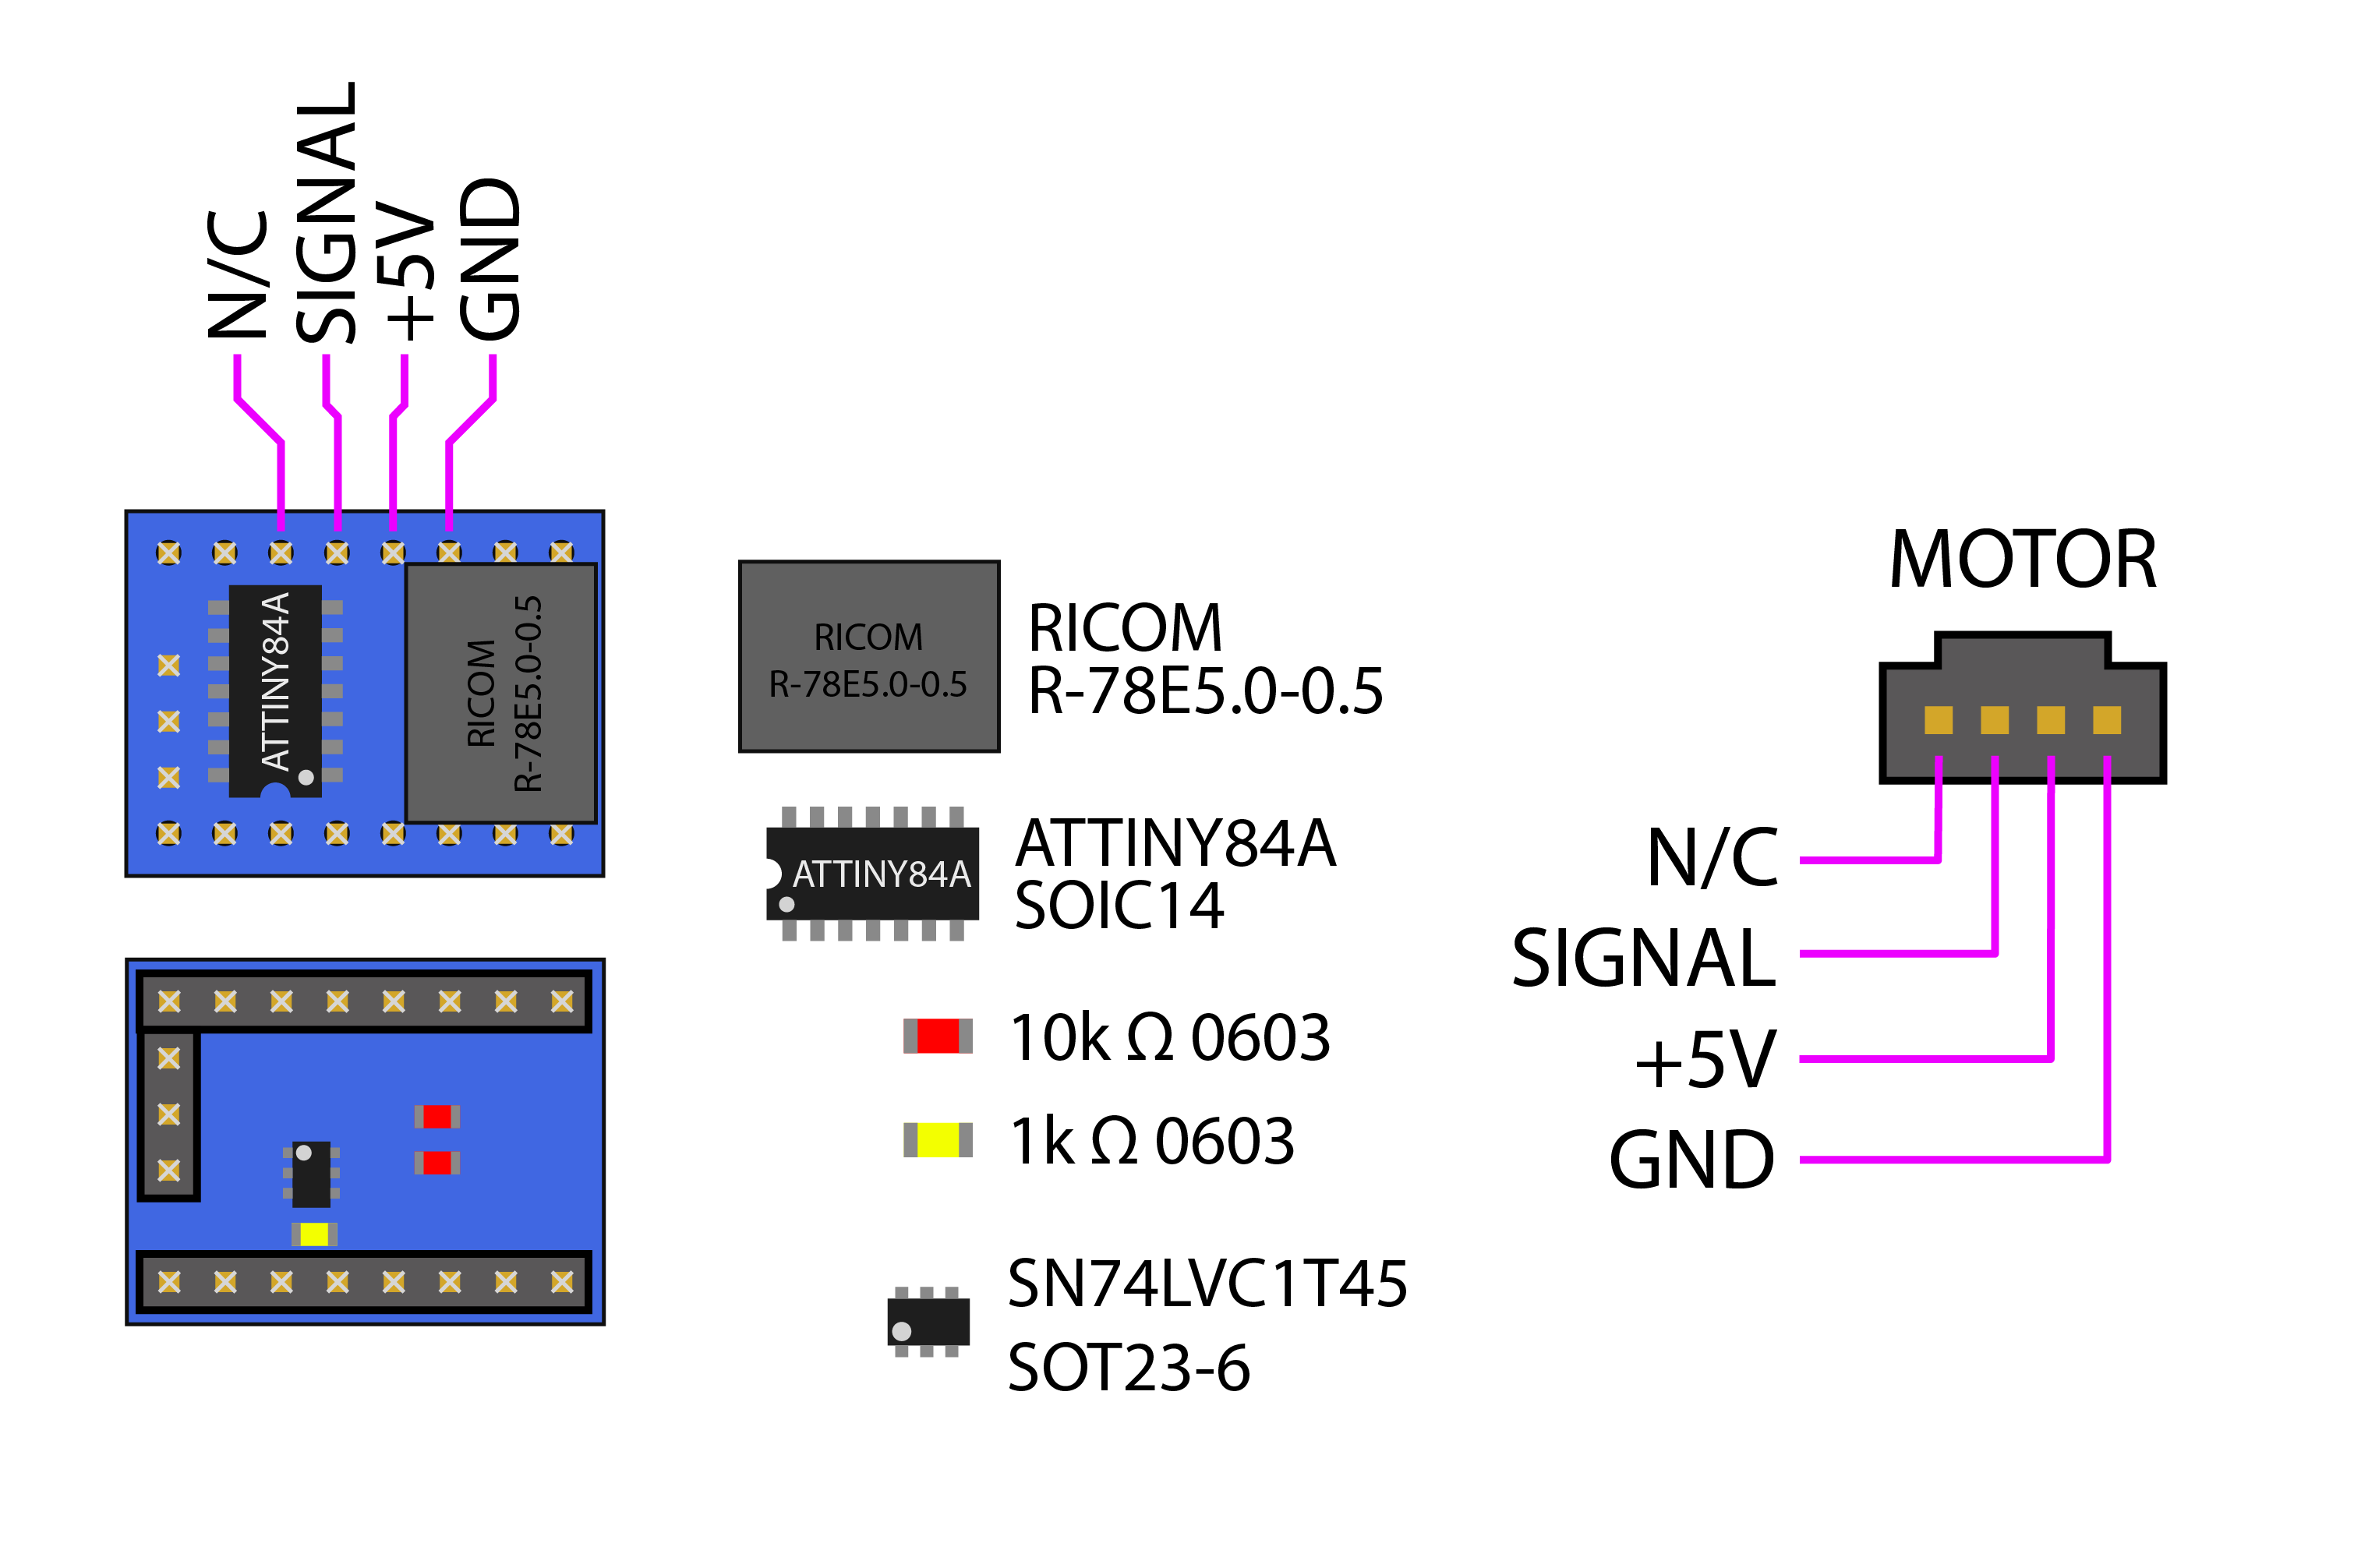 N/C
SIGNAL
+5V
GND
ATTINY84A
RICOM
R-78E5.0-0.5
RICOM
R-78E5.0-0.5
RICOM
R-78E5.0-0.5
ATTINY84A
ATTINY84A
SOIC14
10k Ω 0603
1k Ω 0603
SN74LVC1T45
SOT23-6
MOTOR
N/C
SIGNAL
+5V
GND